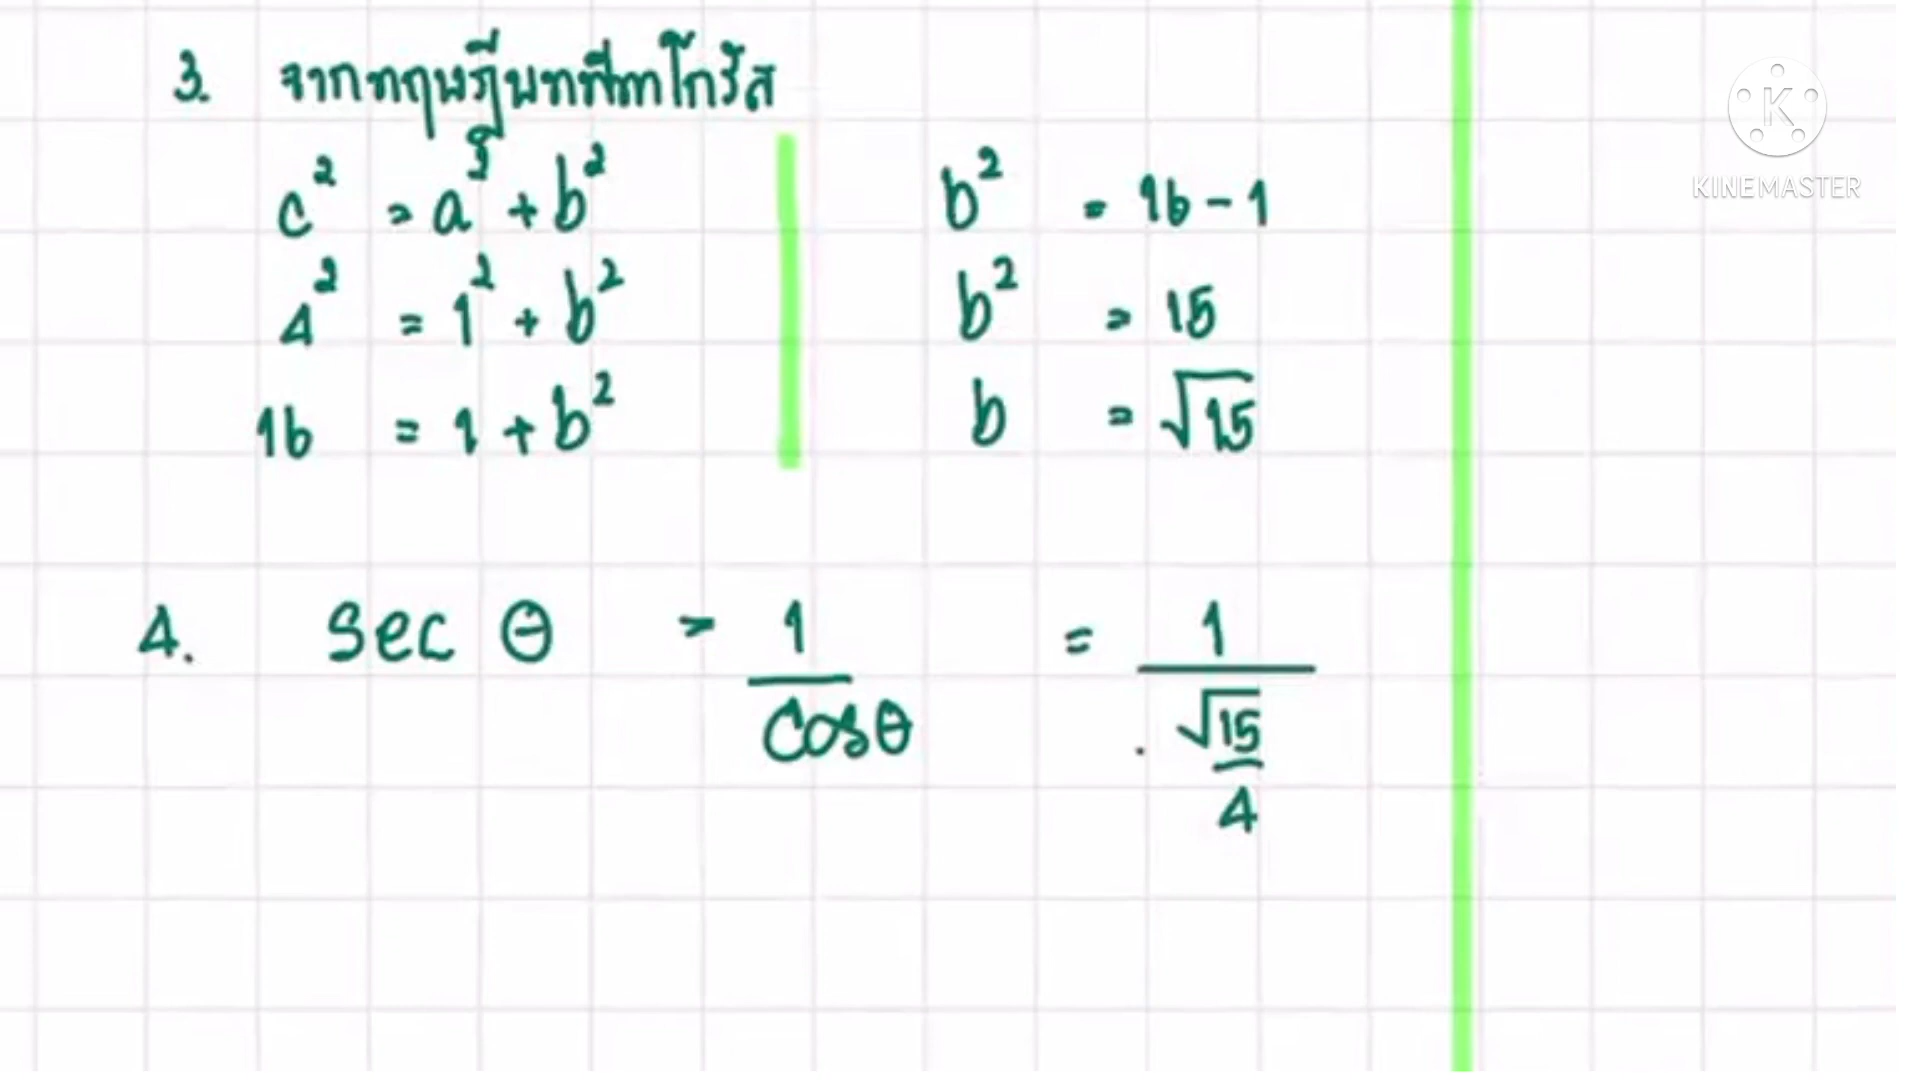 3. จากทฤษฎีบทพีทาโกรัส
c² = a² + b²
4² = 1² + b²
16 = 1 + b²
b² = 16 - 1
b² = 15
b = √15
4. sec θ = 1/cosθ = 1/(√15/4)
K
KINEMASTER